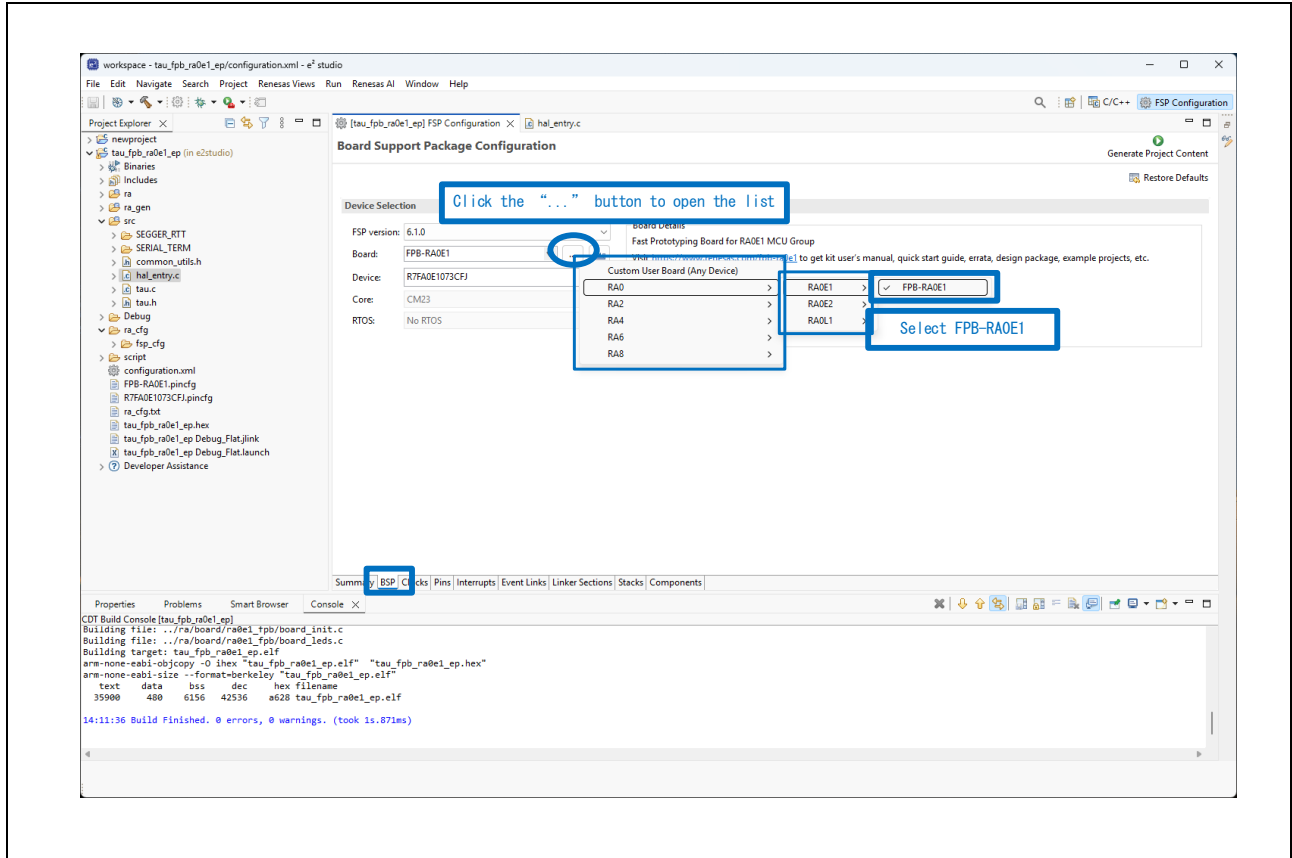 workspace - tau_fpb_ra0e1_ep/configuration.xml - e² studio
File Edit Navigate Search Project Renesas Views Run Renesas AI Window Help
C/C++ FSP Configuration
Project Explorer
newproject
tau_fpb_ra0e1_ep (in e2studio)
Binaries
Includes
ra
ra_gen
src
SEGGER_RTT
SERIAL_TERM
common_utils.h
hal_entry.c
tau.c
tau.h
Debug
ra_cfg
fsp_cfg
script
configuration.xml
FPB-RA0E1.pincfg
R7FA0E1073CFJ.pincfg
ra_cfg.txt
tau_fpb_ra0e1_ep.hex
tau_fpb_ra0e1_ep Debug_Flat.jlink
tau_fpb_ra0e1_ep Debug_Flat.launch
Developer Assistance
[tau_fpb_ra0e1_ep] FSP Configuration hal_entry.c
Board Support Package Configuration
Generate Project Content
Restore Defaults
Device Selection
Click the “...” button to open the list
FSP version: 6.1.0
Board: FPB-RA0E1 ...
Device: R7FA0E1073CFJ
Core: CM23
RTOS: No RTOS
Board Details
Fast Prototyping Board for RA0E1 MCU Group
Visit https://www.renesas.com/fpb-ra0e1 to get kit user's manual, quick start guide, errata, design package, example projects, etc.
Custom User Board (Any Device)
RA0
RA2
RA4
RA6
RA8
RA0E1
RA0E2
RA0L1
FPB-RA0E1
Select FPB-RA0E1
Summary BSP Clocks Pins Interrupts Event Links Linker Sections Stacks Components
Properties Problems Smart Browser Console
CDT Build Console [tau_fpb_ra0e1_ep]
Building file: ../ra/board/ra0e1_fpb/board_init.c
Building file: ../ra/board/ra0e1_fpb/board_leds.c
Building target: tau_fpb_ra0e1_ep.elf
arm-none-eabi-objcopy -O ihex "tau_fpb_ra0e1_ep.elf" "tau_fpb_ra0e1_ep.hex"
arm-none-eabi-size --format=berkeley "tau_fpb_ra0e1_ep.elf"
text data bss dec hex filename
35900 480 6156 42536 a628 tau_fpb_ra0e1_ep.elf
14:11:36 Build Finished. 0 errors, 0 warnings. (took 1s.871ms)